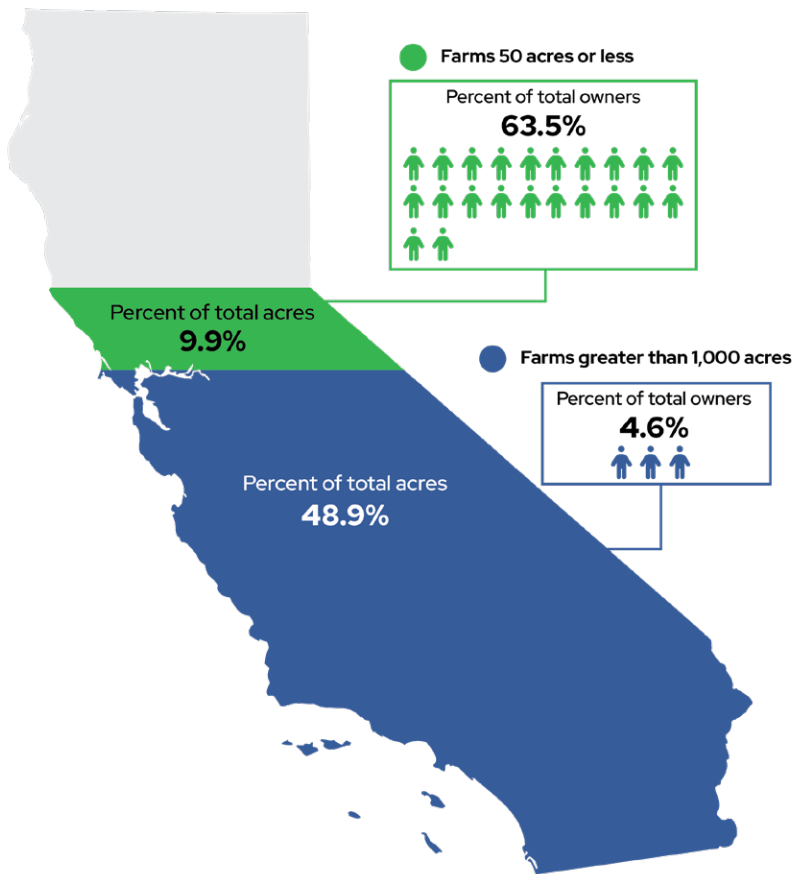 Farms 50 acres or less
Percent of total owners
63.5%
Percent of total acres
9.9%
Farms greater than 1,000 acres
Percent of total owners
4.6%
Percent of total acres
48.9%